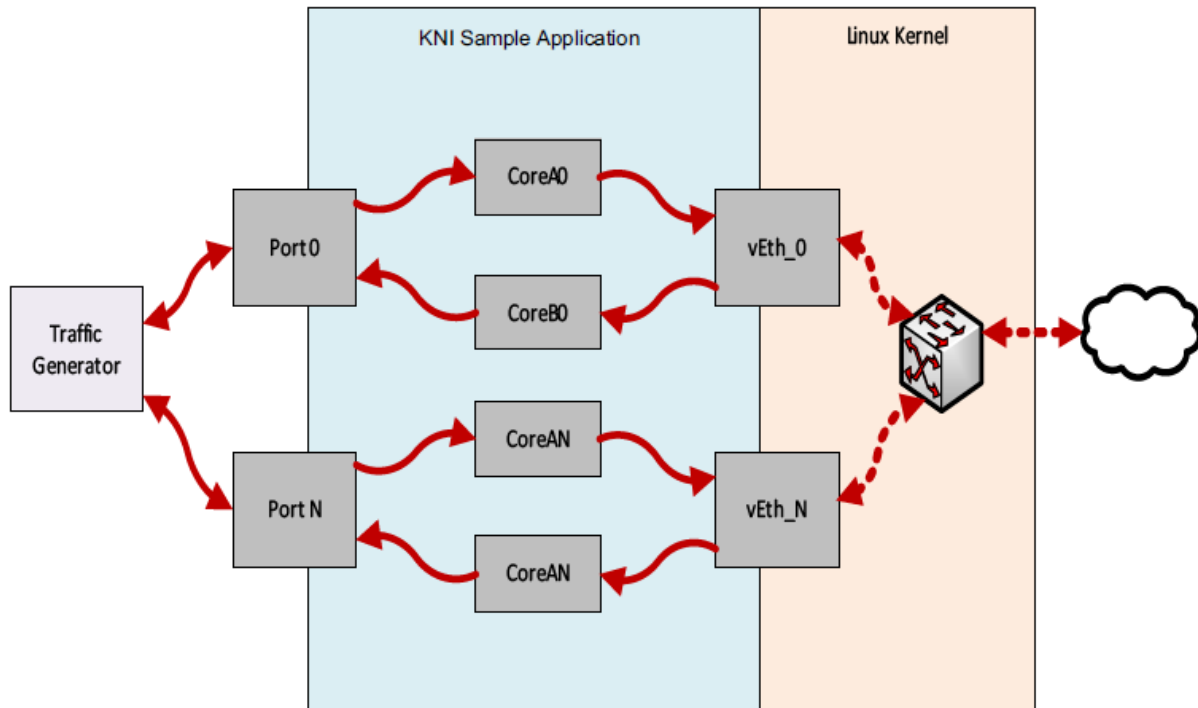 KNI Sample Application
Linux Kernel
CoreA0
Port 0
vEth_0
CoreB0
Traffic
Generator
CoreAN
Port N
vEth_N
CoreAN